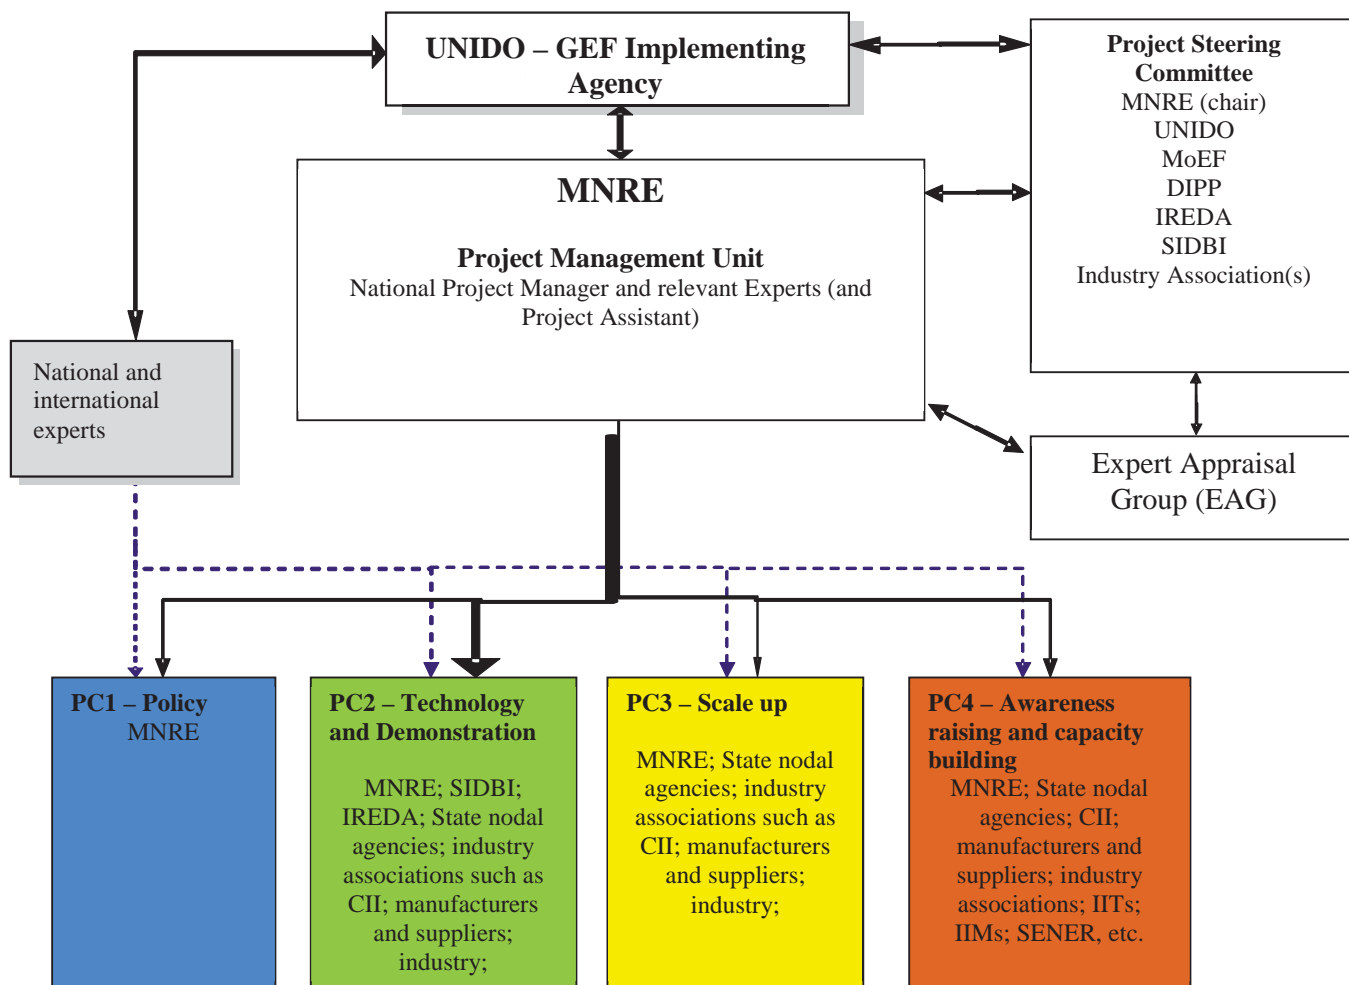 UNIDO – GEF Implementing
Agency
Project Steering
Committee
MNRE (chair)
UNIDO
MoEF
DIPP
IREDA
SIDBI
Industry Association(s)
MNRE
Project Management Unit
National Project Manager and relevant Experts (and
Project Assistant)
National and
international
experts
Expert Appraisal
Group (EAG)
PC1 – Policy
MNRE
PC2 – Technology
and Demonstration
MNRE; SIDBI;
IREDA; State nodal
agencies; industry
associations such as
CII; manufacturers
and suppliers;
industry;
PC3 – Scale up
MNRE; State nodal
agencies; industry
associations such as
CII; manufacturers
and suppliers;
industry;
PC4 – Awareness
raising and capacity
building
MNRE; State nodal
agencies; CII;
manufacturers and
suppliers; industry
associations; IITs;
IIMs; SENER, etc.